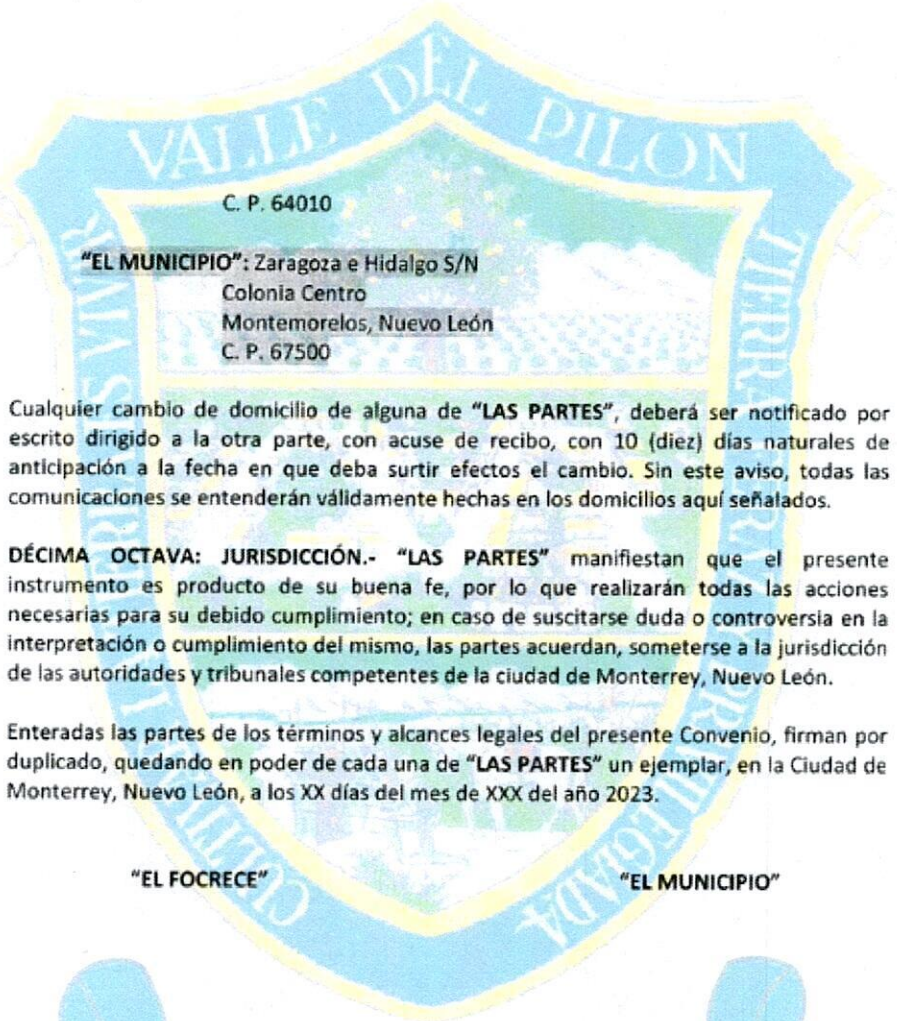 VALLE DEL PILON
TIERRA RICA Y PRIVILEGIADA
C. P. 64010
"EL MUNICIPIO": Zaragoza e Hidalgo S/N
Colonia Centro
Montemorelos, Nuevo León
C. P. 67500
Cualquier cambio de domicilio de alguna de "LAS PARTES", deberá ser notificado por
escrito dirigido a la otra parte, con acuse de recibo, con 10 (diez) días naturales de
anticipación a la fecha en que deba surtir efectos el cambio. Sin este aviso, todas las
comunicaciones se entenderán válidamente hechas en los domicilios aquí señalados.
DÉCIMA OCTAVA: JURISDICCIÓN.- "LAS PARTES" manifiestan que el presente
instrumento es producto de su buena fe, por lo que realizarán todas las acciones
necesarias para su debido cumplimiento; en caso de suscitarse duda o controversia en la
interpretación o cumplimiento del mismo, las partes acuerdan, someterse a la jurisdicción
de las autoridades y tribunales competentes de la ciudad de Monterrey, Nuevo León.
Enteradas las partes de los términos y alcances legales del presente Convenio, firman por
duplicado, quedando en poder de cada una de "LAS PARTES" un ejemplar, en la Ciudad de
Monterrey, Nuevo León, a los XX días del mes de XXX del año 2023.
"EL FOCRECE"
"EL MUNICIPIO"